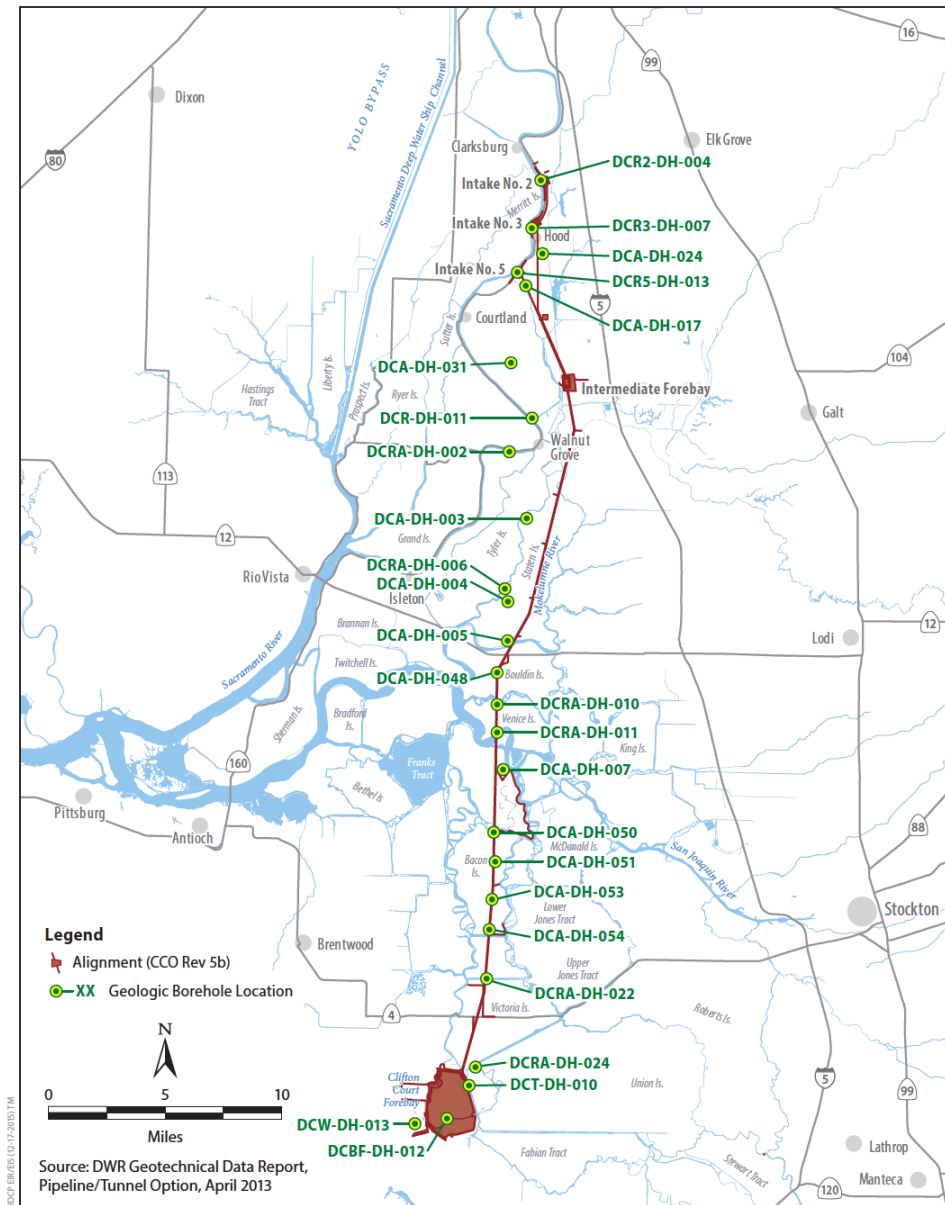 16
99
Dixon
YOLO BYPASS
Sacramento Deep Water Ship Channel
Elk Grove
Clarksburg
80
DCR2-DH-004
Intake No. 2
Merritt Is.
Intake No. 3
DCR3-DH-007
Hood
DCA-DH-024
Intake No. 5
DCR5-DH-013
5
Courtland
DCA-DH-017
Sutter Is.
DCA-DH-031
104
Liberty Is.
Prospect Is.
Hastings
Tract
Ryer Is.
Intermediate Forebay
DCR-DH-011
Galt
Walnut
Grove
DCRA-DH-002
113
DCA-DH-003
12
Grand Is.
Tyler Is.
Staten Is.
Mokelumne River
DCRA-DH-006
Rio Vista
DCA-DH-004
Isleton
Brannan Is.
12
DCA-DH-005
Lodi
Sacramento River
Twitchell Is.
DCA-DH-048
Bouldin Is.
Sherman Is.
Bradford
Is.
DCRA-DH-010
Venice Is.
DCRA-DH-011
King Is.
160
Franks
Tract
DCA-DH-007
Bethel Is
Pittsburg
Antioch
88
DCA-DH-050
McDonald Is.
San Joaquin River
Bacon
Is.
DCA-DH-051
DCA-DH-053
Lower
Jones Tract
Stockton
DCA-DH-054
Brentwood
Upper
Jones Tract
DCRA-DH-022
Victoria Is.
4
Roberts Is.
DCRA-DH-024
Clifton
Court
Forebay
DCT-DH-010
Union Is.
5
99
DCW-DH-013
DCBF-DH-012
Fabian Tract
Stewart Tract
Lathrop
120
Manteca
Legend
Alignment (CCO Rev 5b)
XX Geologic Borehole Location
N
0 5 10
Miles
Source: DWR Geotechnical Data Report,
Pipeline/Tunnel Option, April 2013
BDCP EIR/EIS (12-17-2015) TM